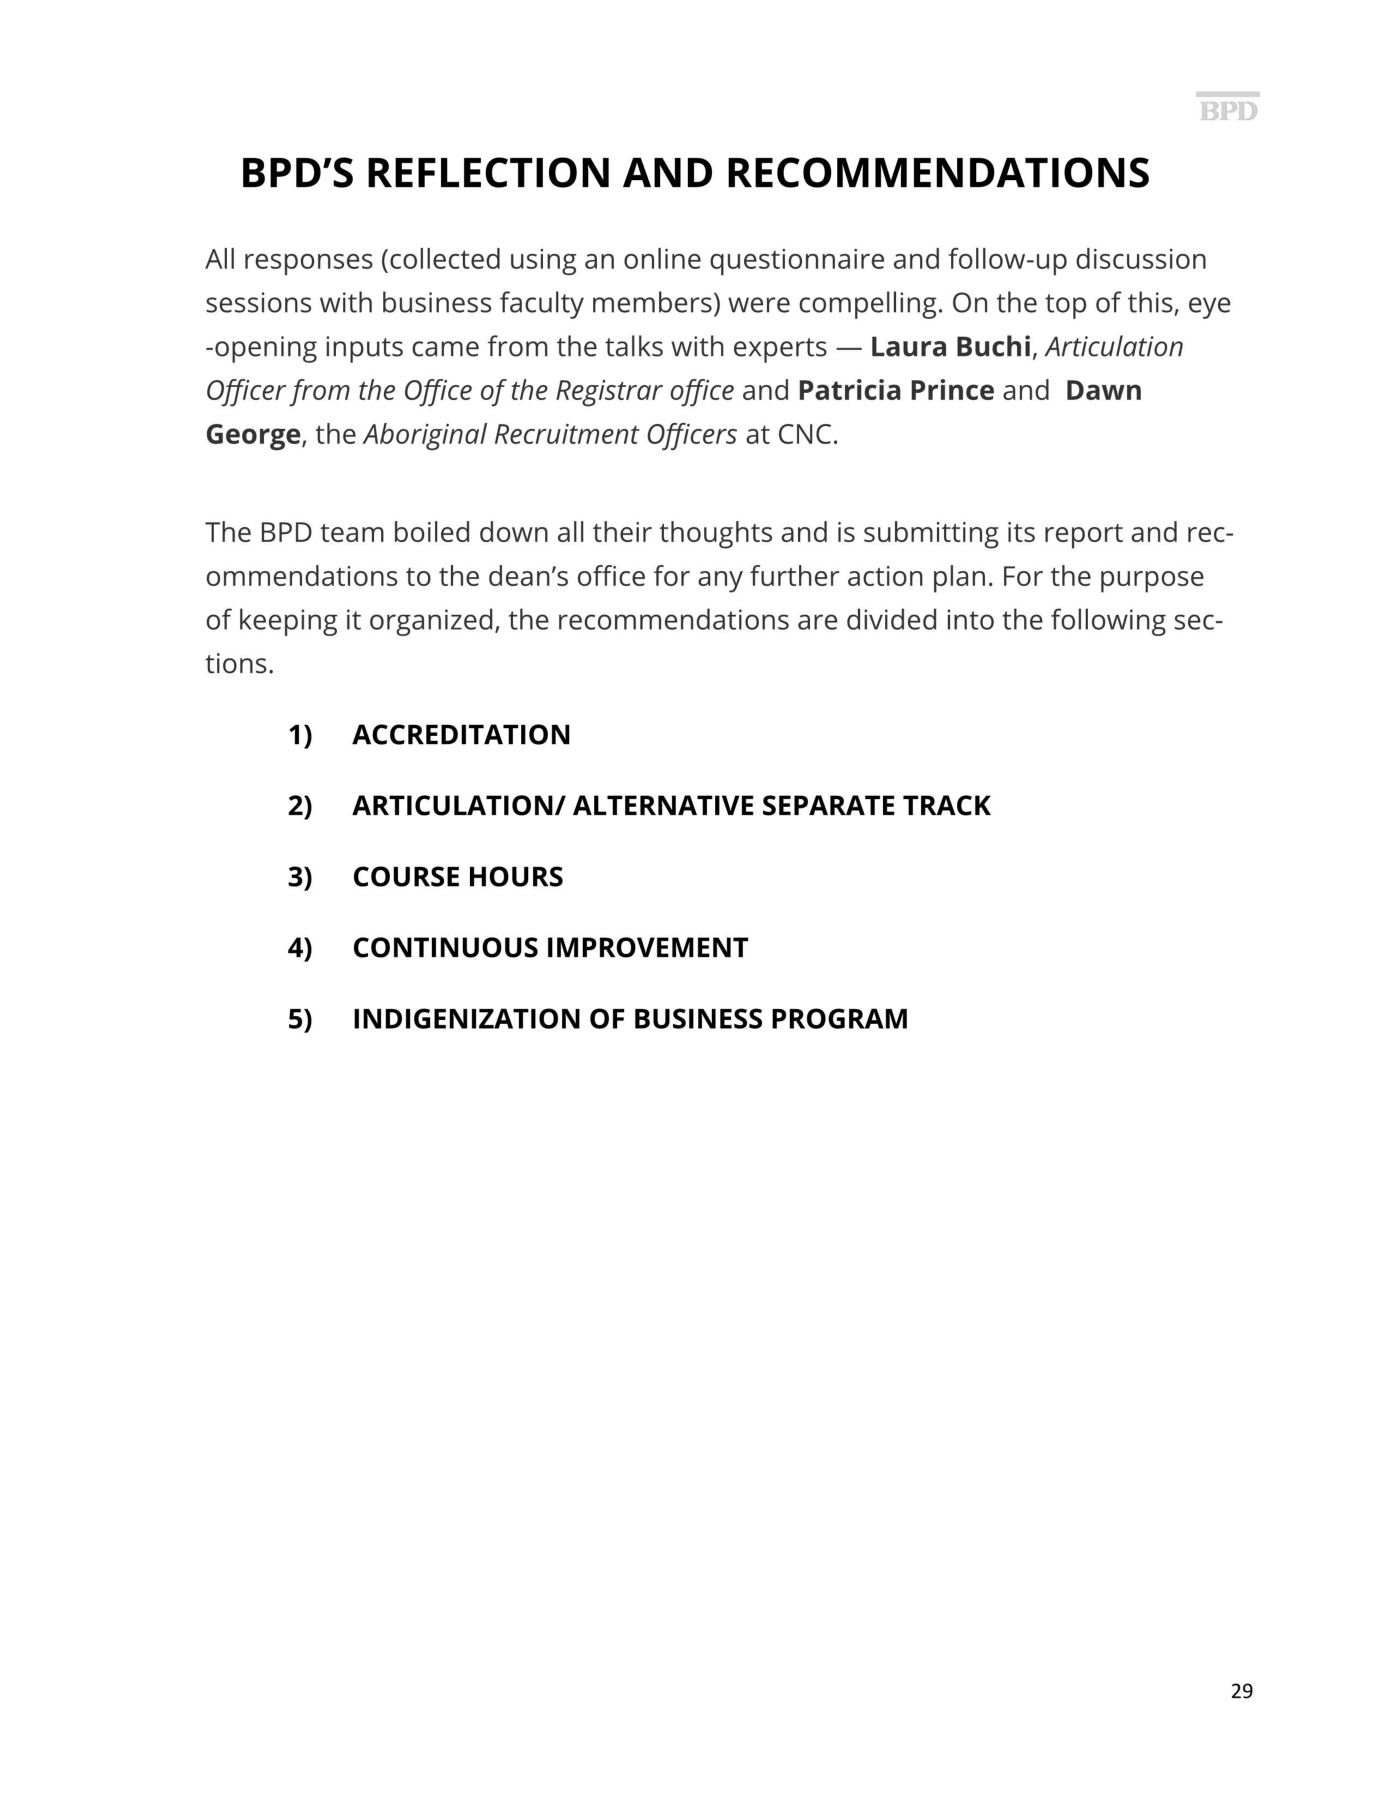 BPD
BPD’S REFLECTION AND RECOMMENDATIONS
All responses (collected using an online questionnaire and follow-up discussion
sessions with business faculty members) were compelling. On the top of this, eye
-opening inputs came from the talks with experts — Laura Buchi, Articulation
Officer from the Office of the Registrar office and Patricia Prince and  Dawn
George, the Aboriginal Recruitment Officers at CNC.
The BPD team boiled down all their thoughts and is submitting its report and rec-
ommendations to the dean’s office for any further action plan. For the purpose
of keeping it organized, the recommendations are divided into the following sec-
tions.
1) ACCREDITATION
2) ARTICULATION/ ALTERNATIVE SEPARATE TRACK
3) COURSE HOURS
4) CONTINUOUS IMPROVEMENT
5) INDIGENIZATION OF BUSINESS PROGRAM
29